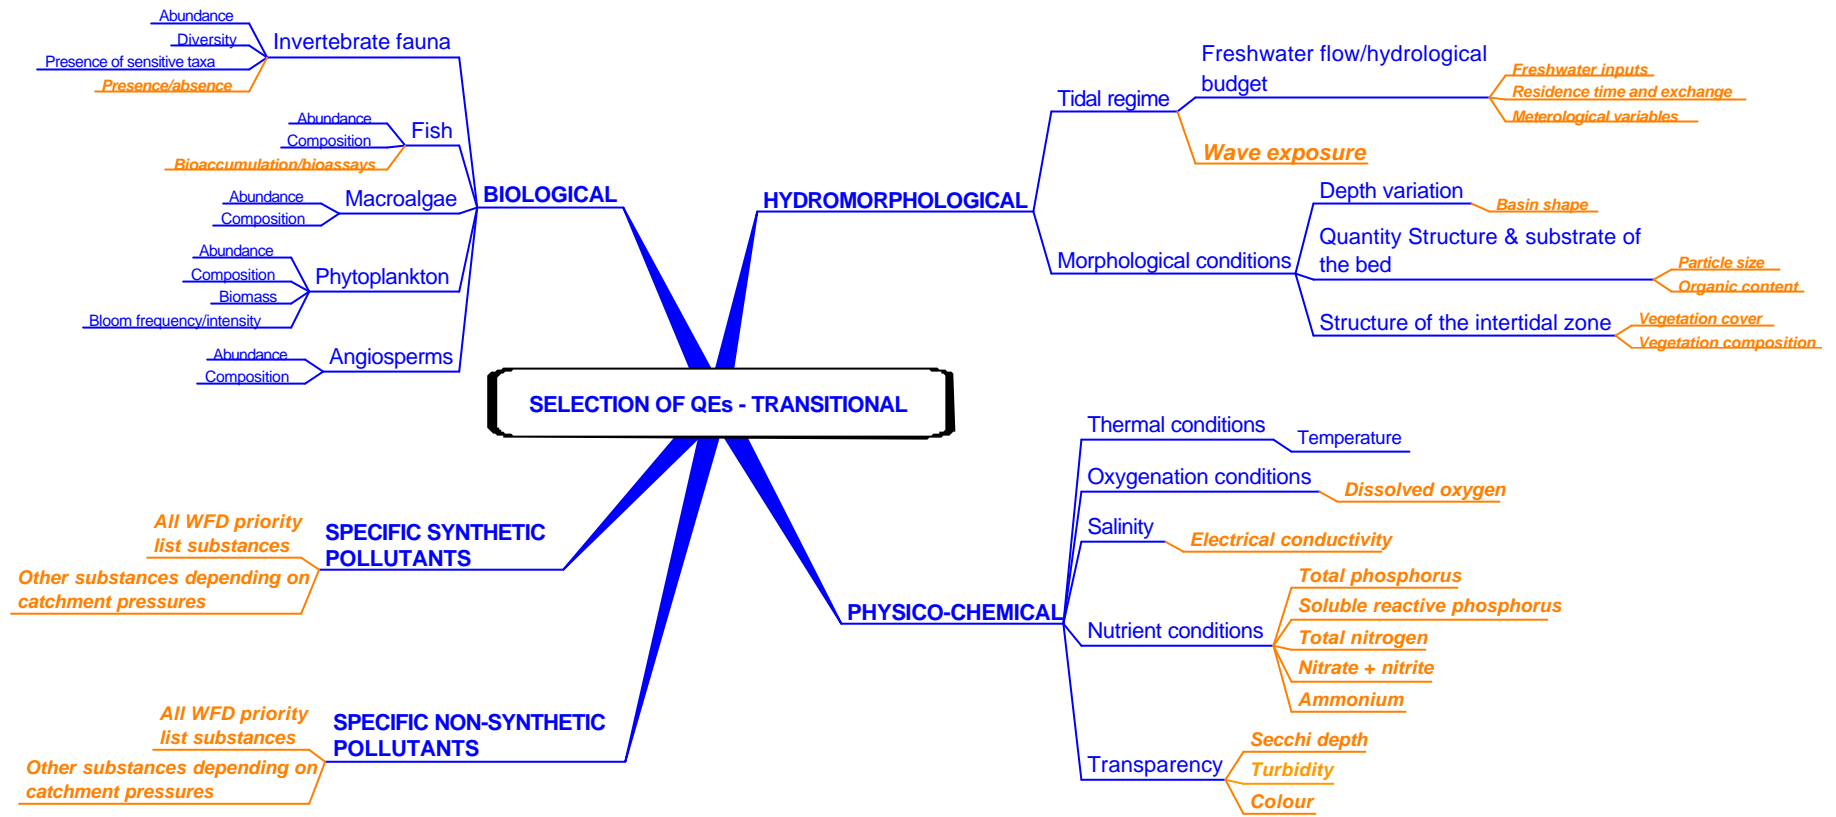 Abundance
Diversity
Presence of sensitive taxa
Presence/absence
Invertebrate fauna
Abundance
Composition
Bioaccumulation/bioassays
Fish
Abundance
Composition
Macroalgae
Abundance
Composition
Biomass
Bloom frequency/intensity
Phytoplankton
Abundance
Composition
Angiosperms
BIOLOGICAL
HYDROMORPHOLOGICAL
Tidal regime
Freshwater flow/hydrological
budget
Freshwater inputs
Residence time and exchange
Meterological variables
Wave exposure
Morphological conditions
Depth variation
Basin shape
Quantity Structure & substrate of
the bed
Particle size
Organic content
Structure of the intertidal zone
Vegetation cover
Vegetation composition
SELECTION OF QEs - TRANSITIONAL
All WFD priority
list substances
Other substances depending on
catchment pressures
SPECIFIC SYNTHETIC
POLLUTANTS
All WFD priority
list substances
Other substances depending on
catchment pressures
SPECIFIC NON-SYNTHETIC
POLLUTANTS
PHYSICO-CHEMICAL
Thermal conditions
Temperature
Oxygenation conditions
Dissolved oxygen
Salinity
Electrical conductivity
Nutrient conditions
Total phosphorus
Soluble reactive phosphorus
Total nitrogen
Nitrate + nitrite
Ammonium
Transparency
Secchi depth
Turbidity
Colour